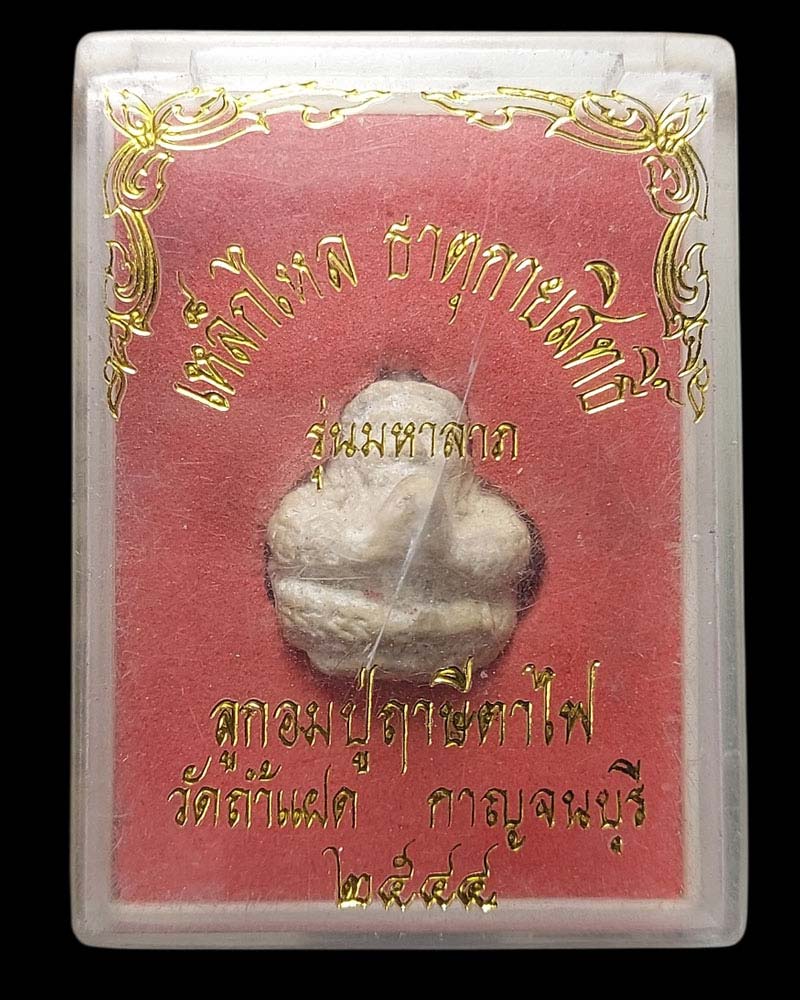 เหล็กไหล ธาตุกายสิทธิ์
รุ่นมหาลาภ
ลูกอมปู่ฤาษีตาไฟ
วัดถ้ำแฝด กาญจนบุรี
๒๕๔๔